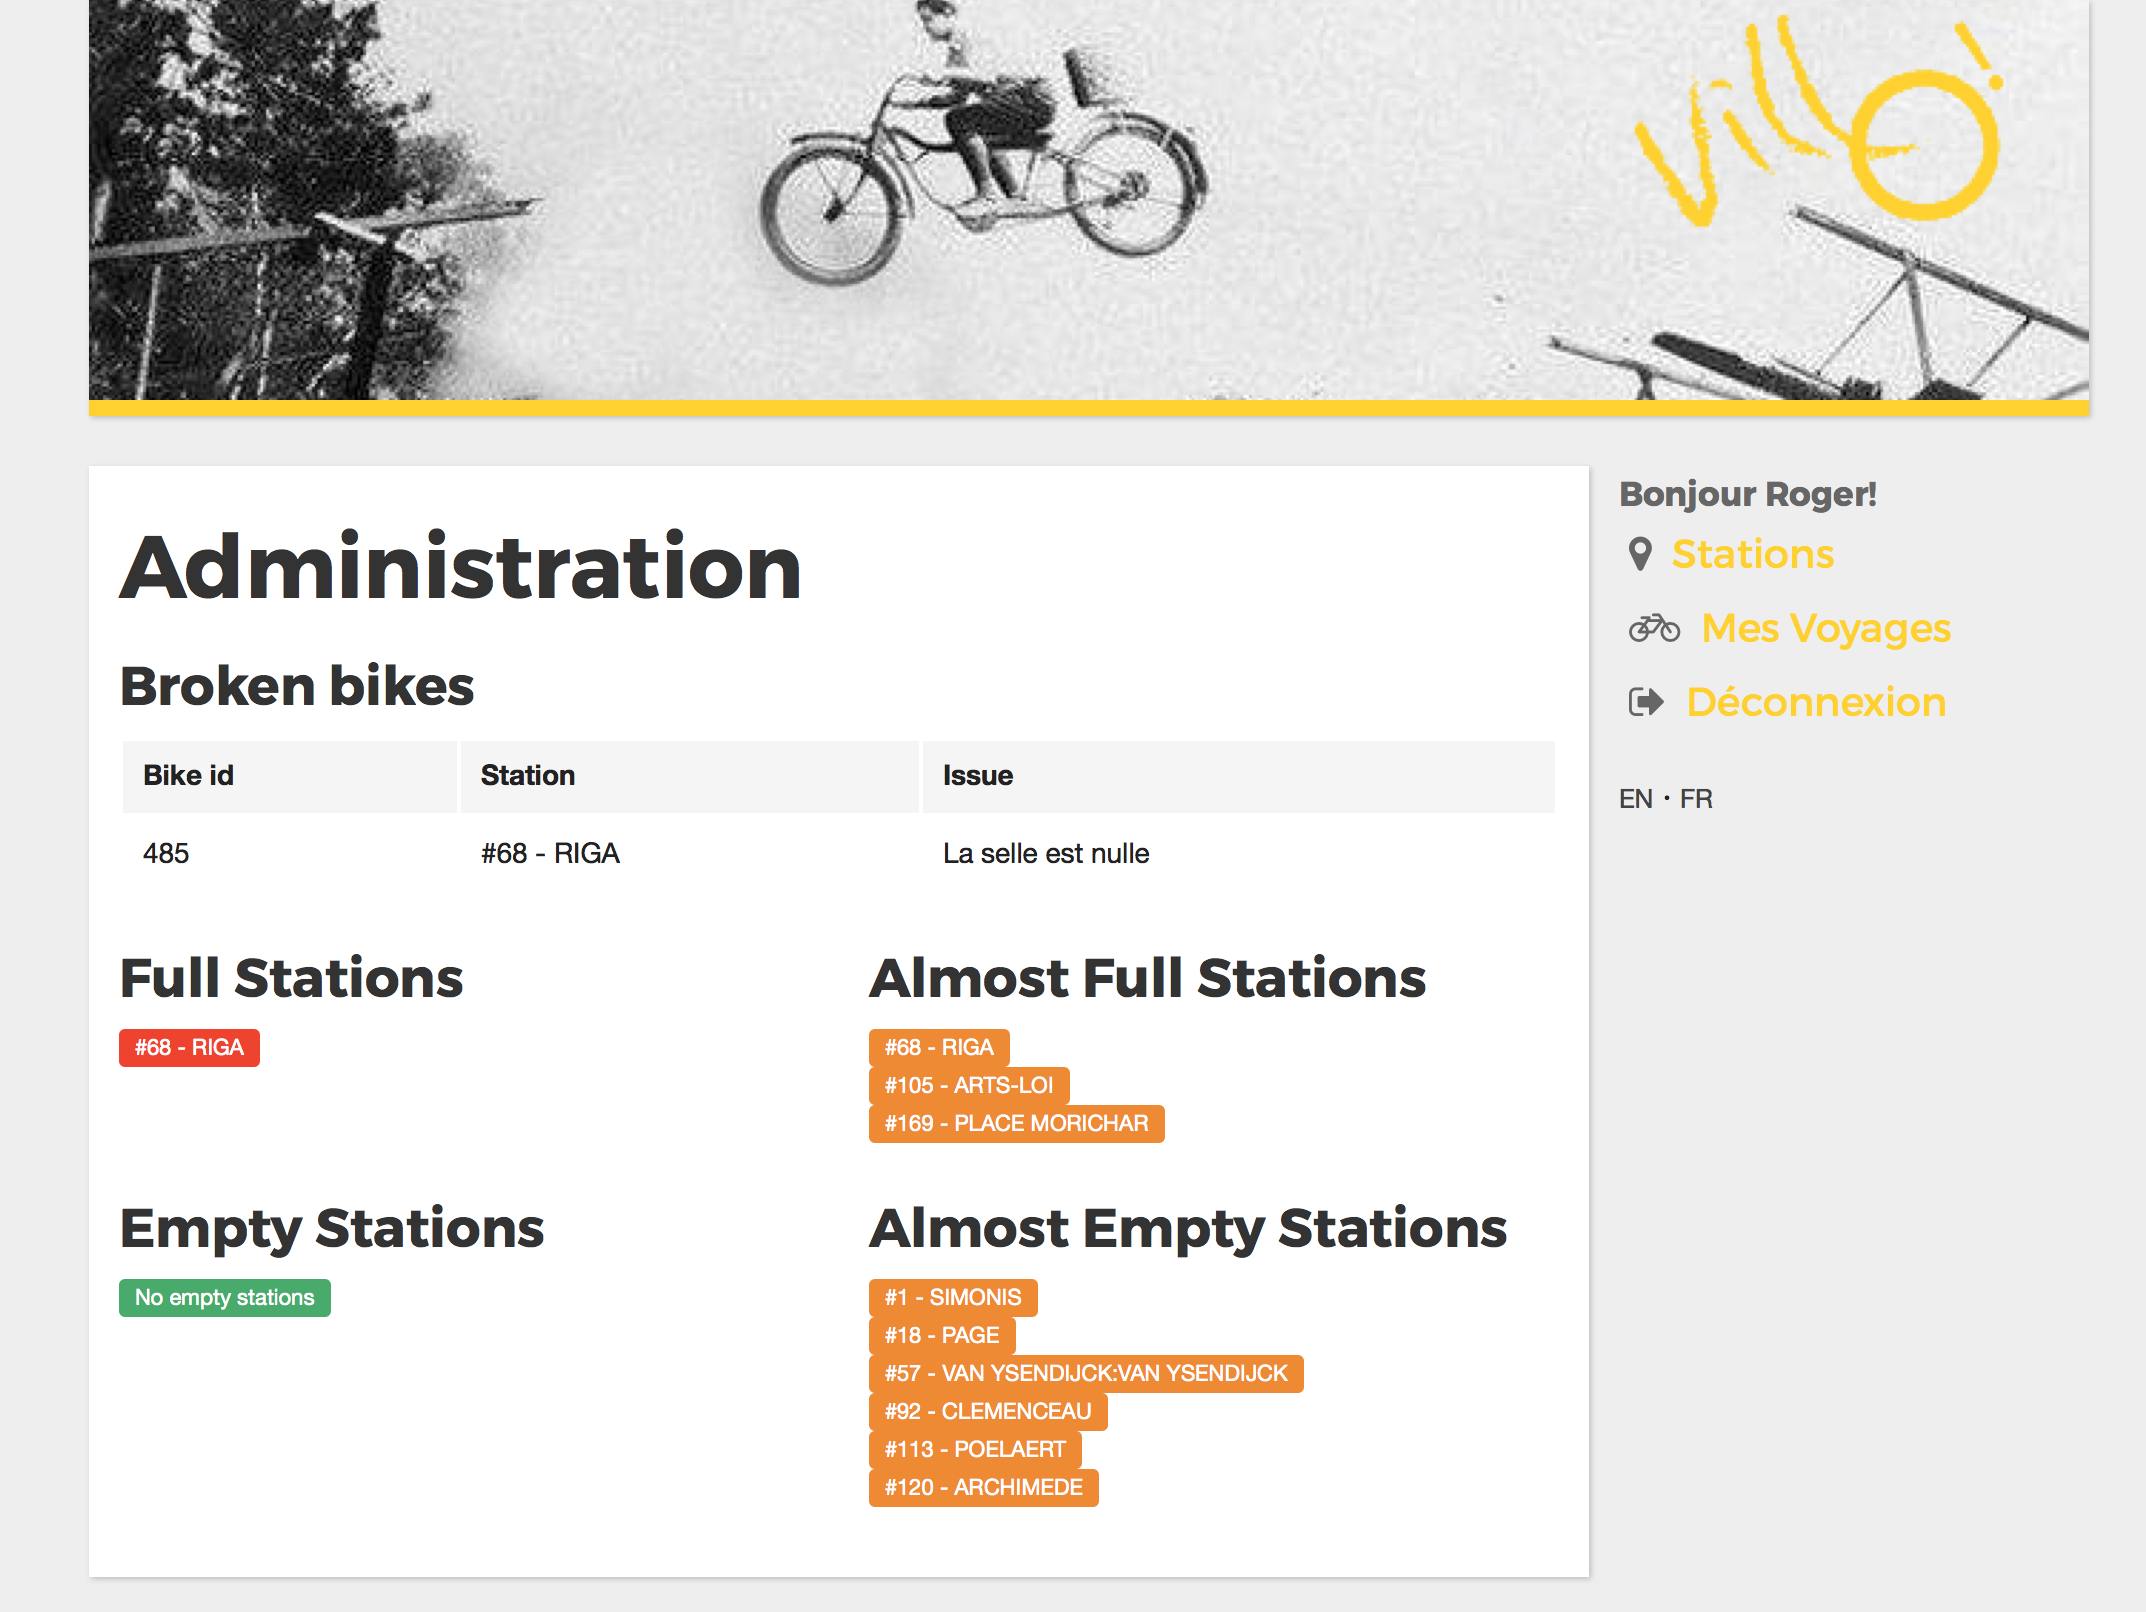 Villo!
Administration
Broken bikes
Bike id Station Issue
485 #68 - RIGA La selle est nulle
Full Stations
#68 - RIGA
Almost Full Stations
#68 - RIGA
#105 - ARTS-LOI
#169 - PLACE MORICHAR
Empty Stations
No empty stations
Almost Empty Stations
#1 - SIMONIS
#18 - PAGE
#57 - VAN YSENDIJCK:VAN YSENDIJCK
#92 - CLEMENCEAU
#113 - POELAERT
#120 - ARCHIMEDE
Bonjour Roger!
Stations
Mes Voyages
Déconnexion
EN · FR